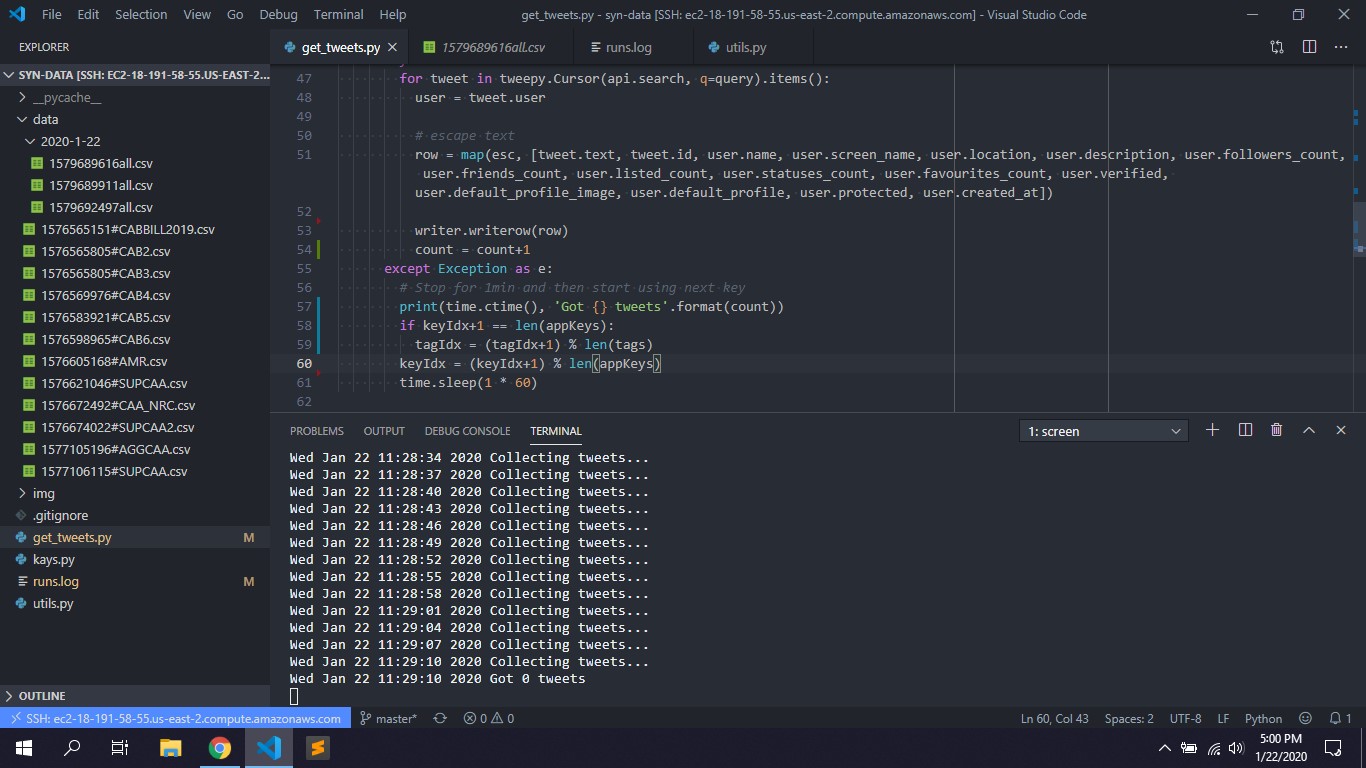 File Edit Selection View Go Debug Terminal Help
get_tweets.py - syn-data [SSH: ec2-18-191-58-55.us-east-2.compute.amazonaws.com] - Visual Studio Code
EXPLORER
SYN-DATA [SSH: EC2-18-191-58-55.US-EAST-2...
__pycache__
data
2020-1-22
1579689616all.csv
1579689911all.csv
1579692497all.csv
1576565151#CABBILL2019.csv
1576565805#CAB2.csv
1576565805#CAB3.csv
1576569976#CAB4.csv
1576583921#CAB5.csv
1576598965#CAB6.csv
1576605168#AMR.csv
1576621046#SUPCAA.csv
1576672492#CAA_NRC.csv
1576674022#SUPCAA2.csv
1577105196#AGGCAA.csv
1577106115#SUPCAA.csv
img
.gitignore
get_tweets.py M
kays.py
runs.log M
utils.py
OUTLINE
get_tweets.py 1579689616all.csv runs.log utils.py
47 for tweet in tweepy.Cursor(api.search, q=query).items():
48 user = tweet.user
49
50 # escape text
51 row = map(esc, [tweet.text, tweet.id, user.name, user.screen_name, user.location, user.description, user.followers_count,
user.friends_count, user.listed_count, user.statuses_count, user.favourites_count, user.verified,
user.default_profile_image, user.default_profile, user.protected, user.created_at])
52
53 writer.writerow(row)
54 count = count+1
55 except Exception as e:
56 # Stop for 1min and then start using next key
57 print(time.ctime(), 'Got {} tweets'.format(count))
58 if keyIdx+1 == len(appKeys):
59 tagIdx = (tagIdx+1) % len(tags)
60 keyIdx = (keyIdx+1) % len(appKeys)
61 time.sleep(1 * 60)
62
PROBLEMS OUTPUT DEBUG CONSOLE TERMINAL 1: screen
Wed Jan 22 11:28:34 2020 Collecting tweets...
Wed Jan 22 11:28:37 2020 Collecting tweets...
Wed Jan 22 11:28:40 2020 Collecting tweets...
Wed Jan 22 11:28:43 2020 Collecting tweets...
Wed Jan 22 11:28:46 2020 Collecting tweets...
Wed Jan 22 11:28:49 2020 Collecting tweets...
Wed Jan 22 11:28:52 2020 Collecting tweets...
Wed Jan 22 11:28:55 2020 Collecting tweets...
Wed Jan 22 11:28:58 2020 Collecting tweets...
Wed Jan 22 11:29:01 2020 Collecting tweets...
Wed Jan 22 11:29:04 2020 Collecting tweets...
Wed Jan 22 11:29:07 2020 Collecting tweets...
Wed Jan 22 11:29:10 2020 Collecting tweets...
Wed Jan 22 11:29:10 2020 Got 0 tweets
SSH: ec2-18-191-58-55.us-east-2.compute.amazonaws.com master* 0 0 Ln 60, Col 43 Spaces: 2 UTF-8 LF Python 1
5:00 PM
1/22/2020